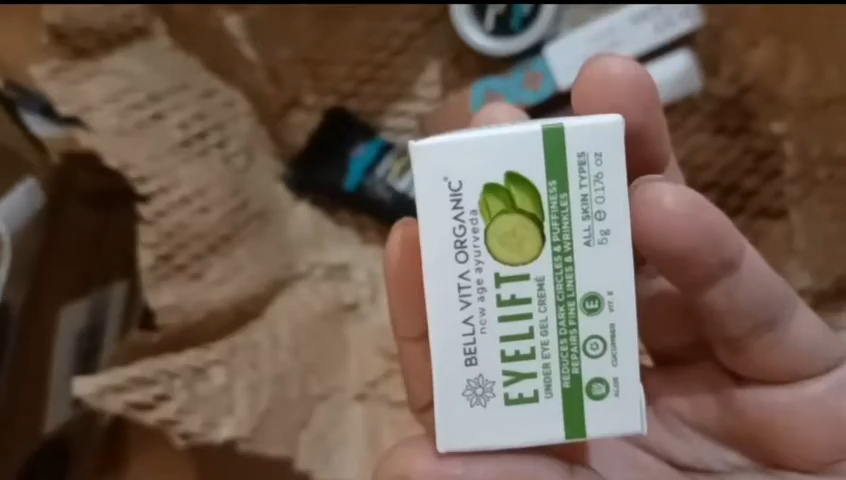 BELLA VITA ORGANIC®
new age ayurveda
EYELIFT
UNDER EYE GEL CREMÉ
REDUCES DARK CIRCLES & PUFFINESS
REPAIRS FINE LINES & WRINKLES
ALOE
CUCUMBER
E
VIT. E
ALL SKIN TYPES
5g e 0.176 oz